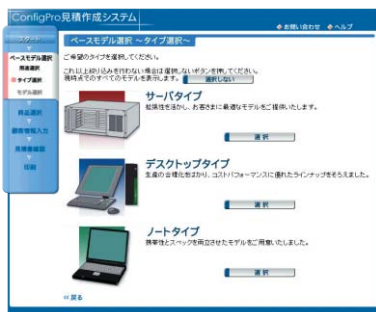 ConfigPro見積作成システム
お問い合わせ ヘルプ
スタート
ベースモデル選択
用途選択
タイプ選択
モデル選択
構成選択
顧客情報入力
見積書確認
印刷
ベースモデル選択 ～タイプ選択～
ご希望のタイプを選択してください。
これ以上絞り込みを行わない場合は選択しないボタンを押してください。
現時点でのすべてのモデルを表示します。 選択しない
サーバタイプ
拡張性を活かし、お客さまに最適なモデルをご提供いたします。
選択
デスクトップタイプ
生産の合理化をはかり、コストパフォーマンスに優れたラインナップをそろえました。
選択
ノートタイプ
携帯性とスペックを両立させたモデルをご用意いたしました。
選択
<<戻る